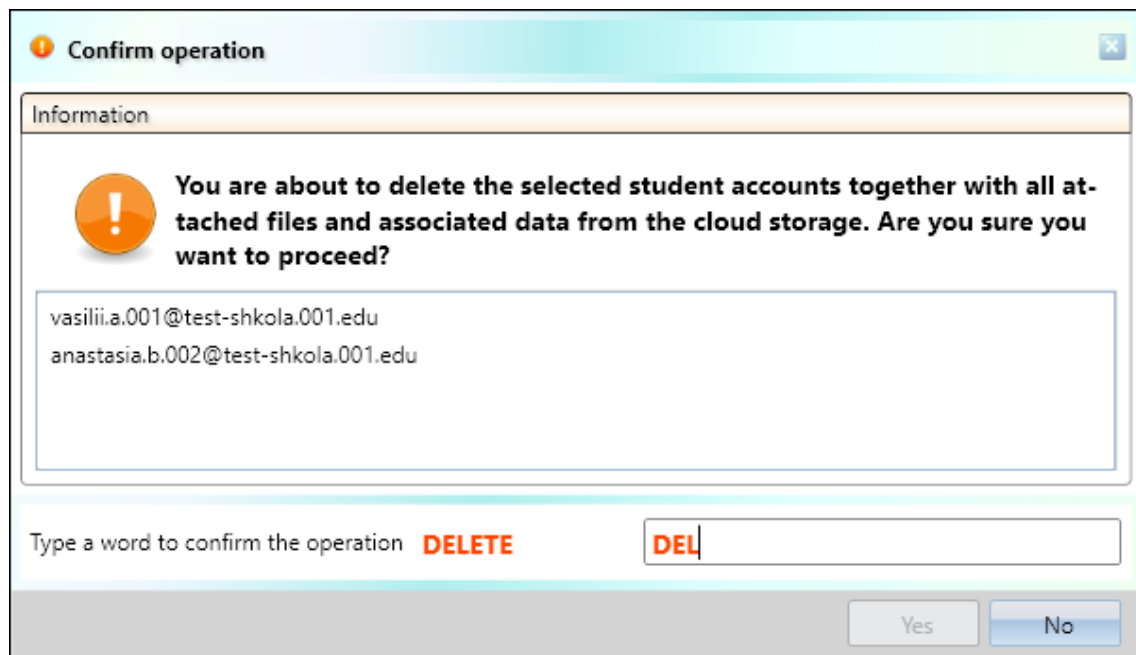 Confirm operation
Information
You are about to delete the selected student accounts together with all at-
tached files and associated data from the cloud storage. Are you sure you
want to proceed?
vasilii.a.001@test-shkola.001.edu
anastasia.b.002@test-shkola.001.edu
Type a word to confirm the operation DELETE DEL
Yes No